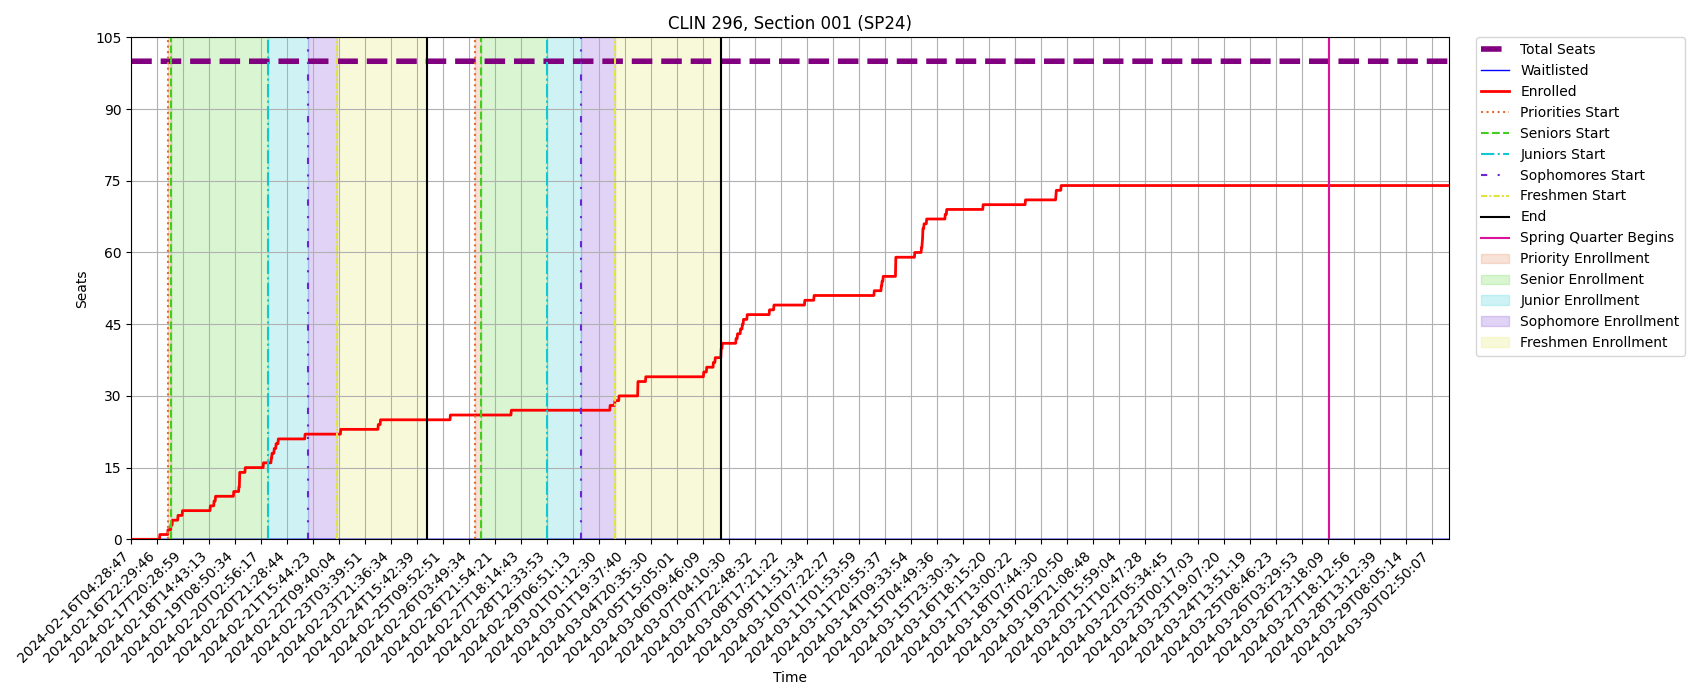 CLIN 296, Section 001 (SP24)
105
90
75
60
45
30
15
0
Seats
2024-02-16T04:28:47
2024-02-16T22:29:46
2024-02-17T20:28:59
2024-02-18T14:43:13
2024-02-19T08:50:34
2024-02-20T02:56:17
2024-02-20T21:28:44
2024-02-21T15:44:23
2024-02-22T09:40:04
2024-02-23T03:39:51
2024-02-23T21:36:34
2024-02-24T15:42:39
2024-02-25T09:52:51
2024-02-26T03:49:34
2024-02-26T21:54:21
2024-02-27T18:14:43
2024-02-28T12:33:53
2024-02-29T06:51:13
2024-03-01T01:12:30
2024-03-01T19:37:40
2024-03-04T20:35:30
2024-03-05T15:05:01
2024-03-06T09:46:09
2024-03-07T04:10:30
2024-03-07T22:48:32
2024-03-08T17:21:22
2024-03-09T11:51:34
2024-03-10T07:22:27
2024-03-11T01:53:59
2024-03-11T20:55:37
2024-03-14T09:33:54
2024-03-15T04:49:36
2024-03-15T23:30:31
2024-03-16T18:15:20
2024-03-17T13:00:22
2024-03-18T07:44:30
2024-03-19T02:20:50
2024-03-19T21:08:48
2024-03-20T15:59:04
2024-03-21T10:47:28
2024-03-22T05:34:45
2024-03-23T00:17:03
2024-03-23T19:07:20
2024-03-24T13:51:19
2024-03-25T08:46:23
2024-03-26T03:29:53
2024-03-26T23:18:09
2024-03-27T18:12:56
2024-03-28T13:12:39
2024-03-29T08:05:14
2024-03-30T02:50:07
Time
Total Seats
Waitlisted
Enrolled
Priorities Start
Seniors Start
Juniors Start
Sophomores Start
Freshmen Start
End
Spring Quarter Begins
Priority Enrollment
Senior Enrollment
Junior Enrollment
Sophomore Enrollment
Freshmen Enrollment